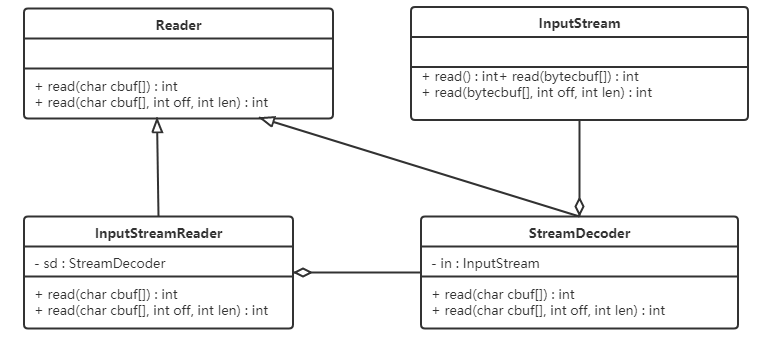 Reader
+ read(char cbuf[]) : int
+ read(char cbuf[], int off, int len) : int
InputStream
+ read() : int+ read(bytecbuf[]) : int
+ read(bytecbuf[], int off, int len) : int
InputStreamReader
- sd : StreamDecoder
+ read(char cbuf[]) : int
+ read(char cbuf[], int off, int len) : int
StreamDecoder
- in : InputStream
+ read(char cbuf[]) : int
+ read(char cbuf[], int off, int len) : int